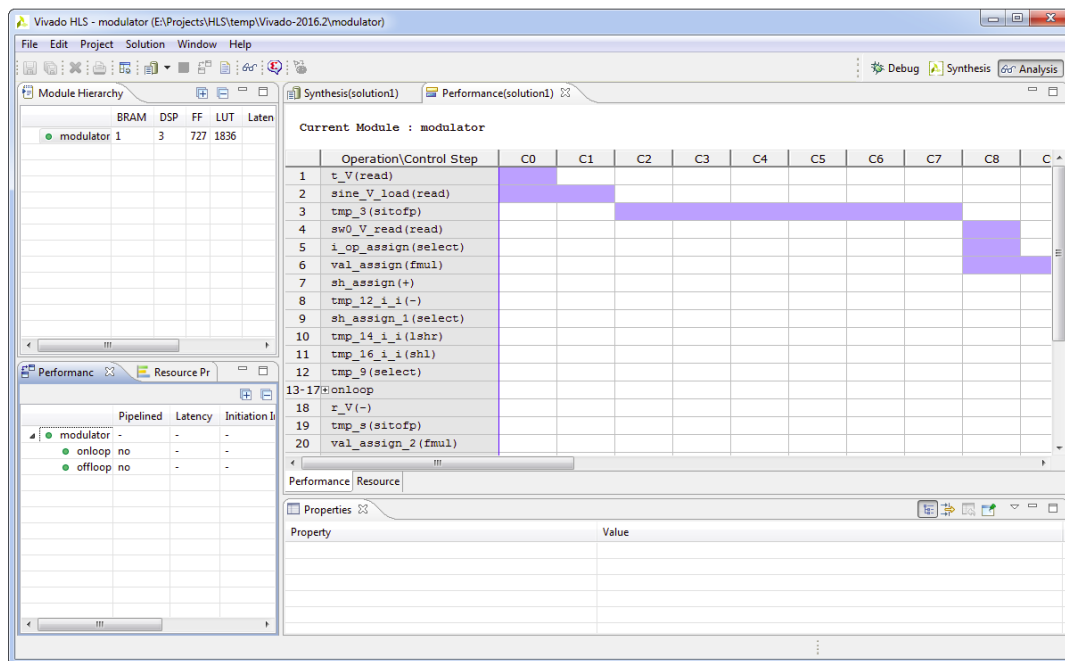 Vivado HLS - modulator (E:\Projects\HLS\temp\Vivado-2016.2\modulator)
File Edit Project Solution Window Help
Debug Synthesis Analysis
Module Hierarchy
BRAM DSP FF LUT Laten
modulator 1 3 727 1836
Synthesis(solution1) Performance(solution1)
Current Module : modulator
Operation\Control Step C0 C1 C2 C3 C4 C5 C6 C7 C8 C
1 t_V(read)
2 sine_V_load(read)
3 tmp_3(sitofp)
4 sw0_V_read(read)
5 i_op_assign(select)
6 val_assign(fmul)
7 sh_assign(+)
8 tmp_12_i_i(-)
9 sh_assign_1(select)
10 tmp_14_i_i(lshr)
11 tmp_16_i_i(shl)
12 tmp_9(select)
13-17 onloop
18 r_V(-)
19 tmp_s(sitofp)
20 val_assign_2(fmul)
Performance Resource
Performanc Resource Pr
Pipelined Latency Initiation I
modulator - - -
onloop no - -
offloop no - -
Properties
Property Value